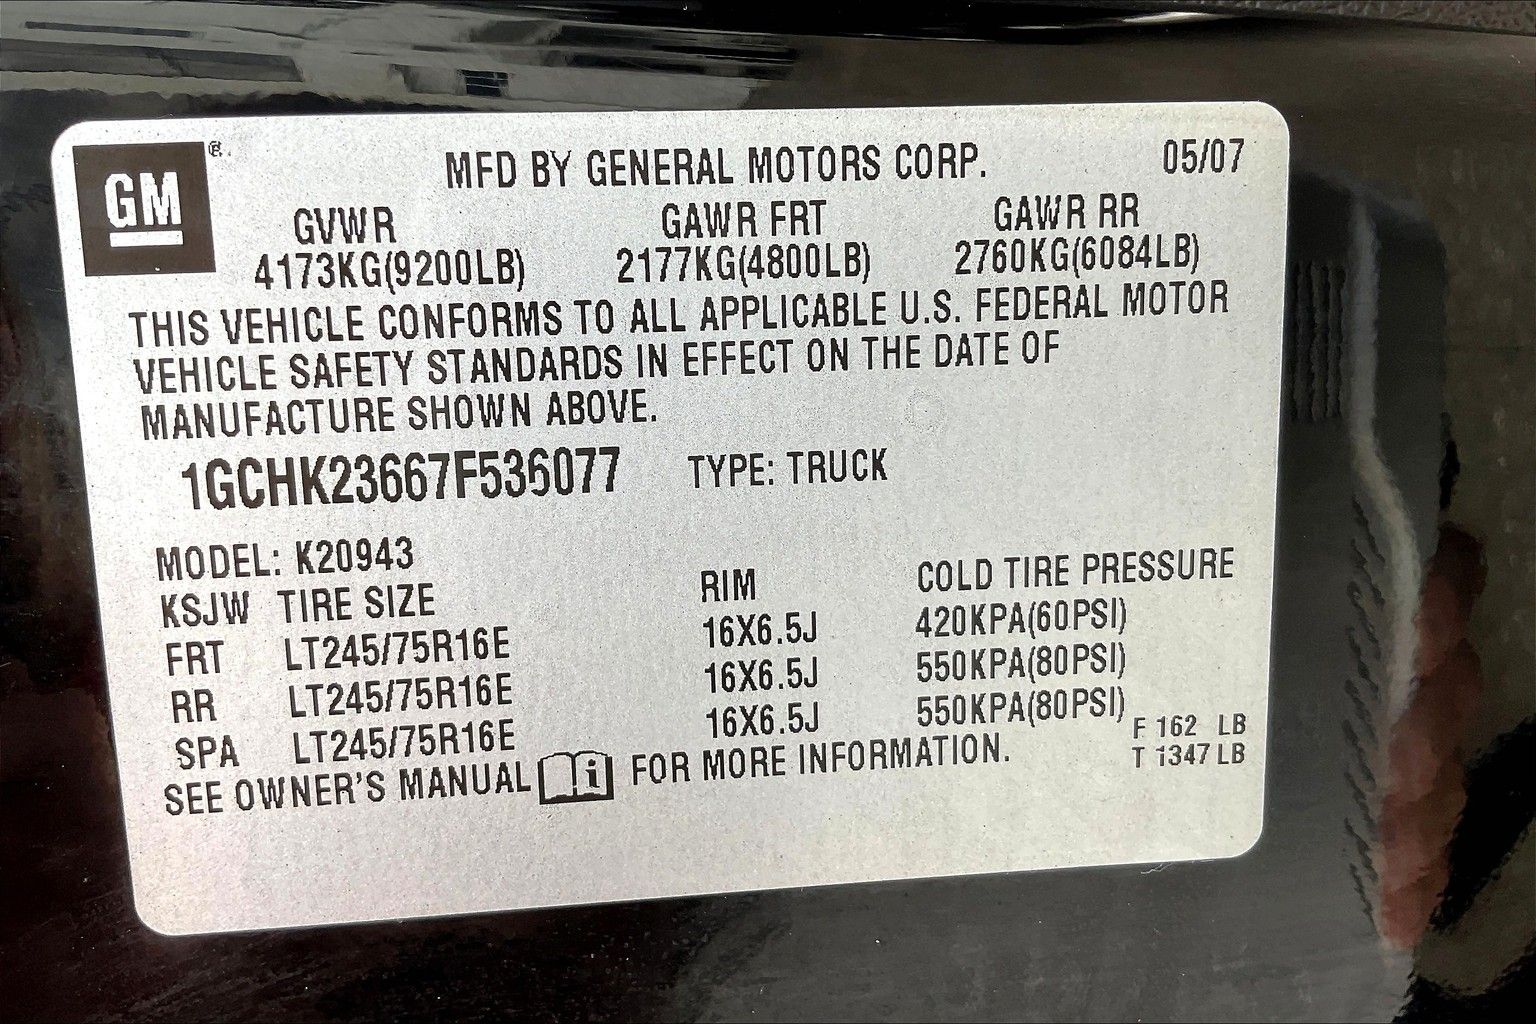 GM ®
MFD BY GENERAL MOTORS CORP. 05/07
GVWR GAWR FRT GAWR RR
4173KG(9200LB) 2177KG(4800LB) 2760KG(6084LB)
THIS VEHICLE CONFORMS TO ALL APPLICABLE U.S. FEDERAL MOTOR
VEHICLE SAFETY STANDARDS IN EFFECT ON THE DATE OF
MANUFACTURE SHOWN ABOVE.
1GCHK23667F536077 TYPE: TRUCK
MODEL: K20943
KSJW TIRE SIZE RIM COLD TIRE PRESSURE
FRT LT245/75R16E 16X6.5J 420KPA(60PSI)
RR LT245/75R16E 16X6.5J 550KPA(80PSI)
SPA LT245/75R16E 16X6.5J 550KPA(80PSI)
SEE OWNER'S MANUAL i FOR MORE INFORMATION.
F 162 LB
T 1347 LB